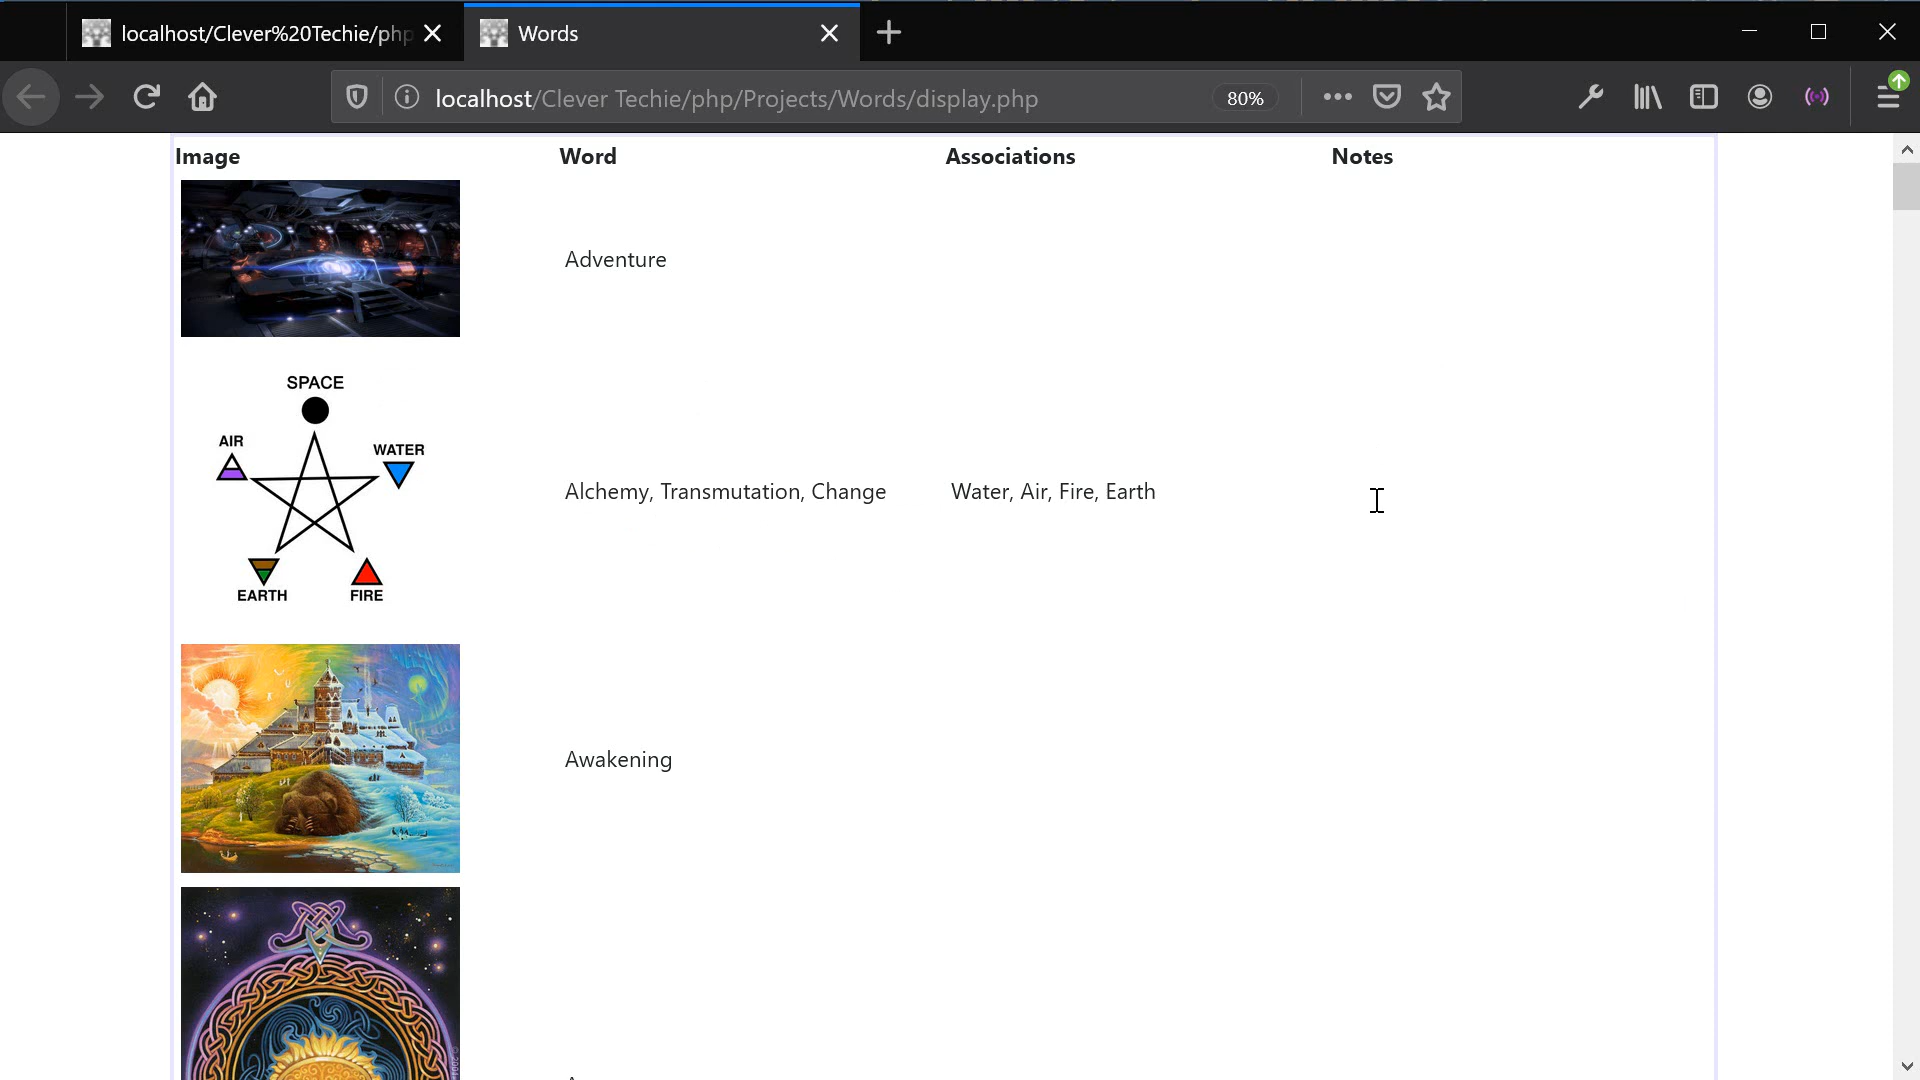 localhost/Clever%20Techie/php
Words
localhost/Clever Techie/php/Projects/Words/display.php
80%
Image Word Associations Notes
Adventure
SPACE
AIR
WATER
EARTH FIRE
Alchemy, Transmutation, Change Water, Air, Fire, Earth
Awakening